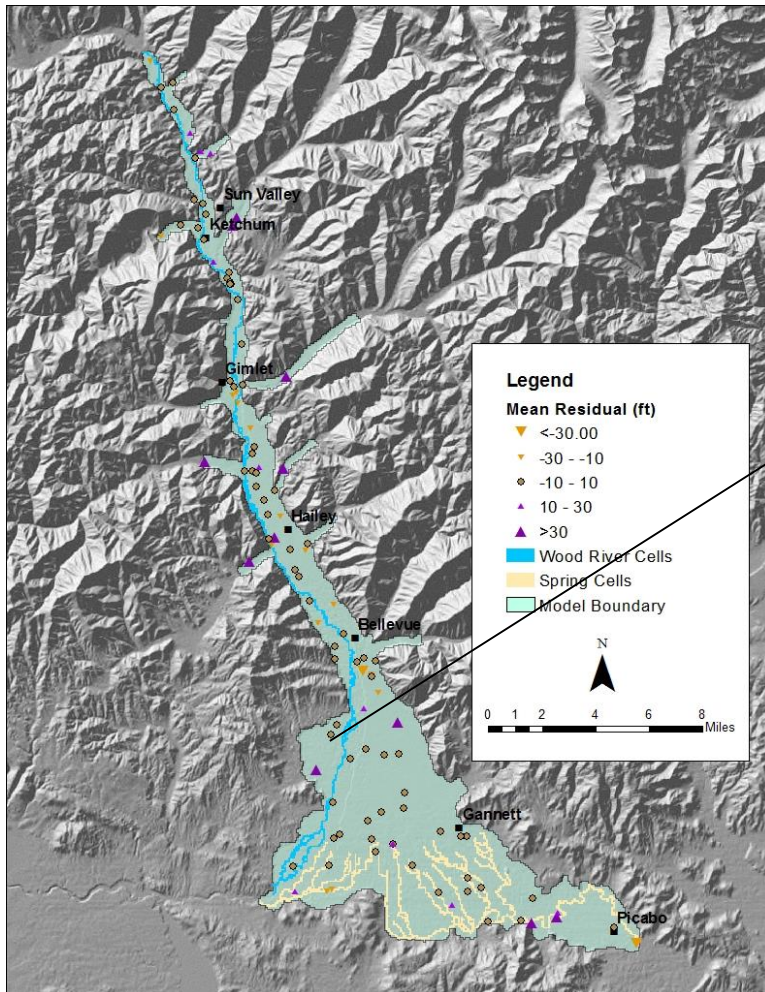 Sun Valley
Ketchum
Gimlet
Legend
Mean Residual (ft)
<-30.00
-30 - -10
-10 - 10
10 - 30
>30
Wood River Cells
Spring Cells
Model Boundary
N
0 2 4 6 8
Miles
Hailey
Bellevue
Gannett
Picabo